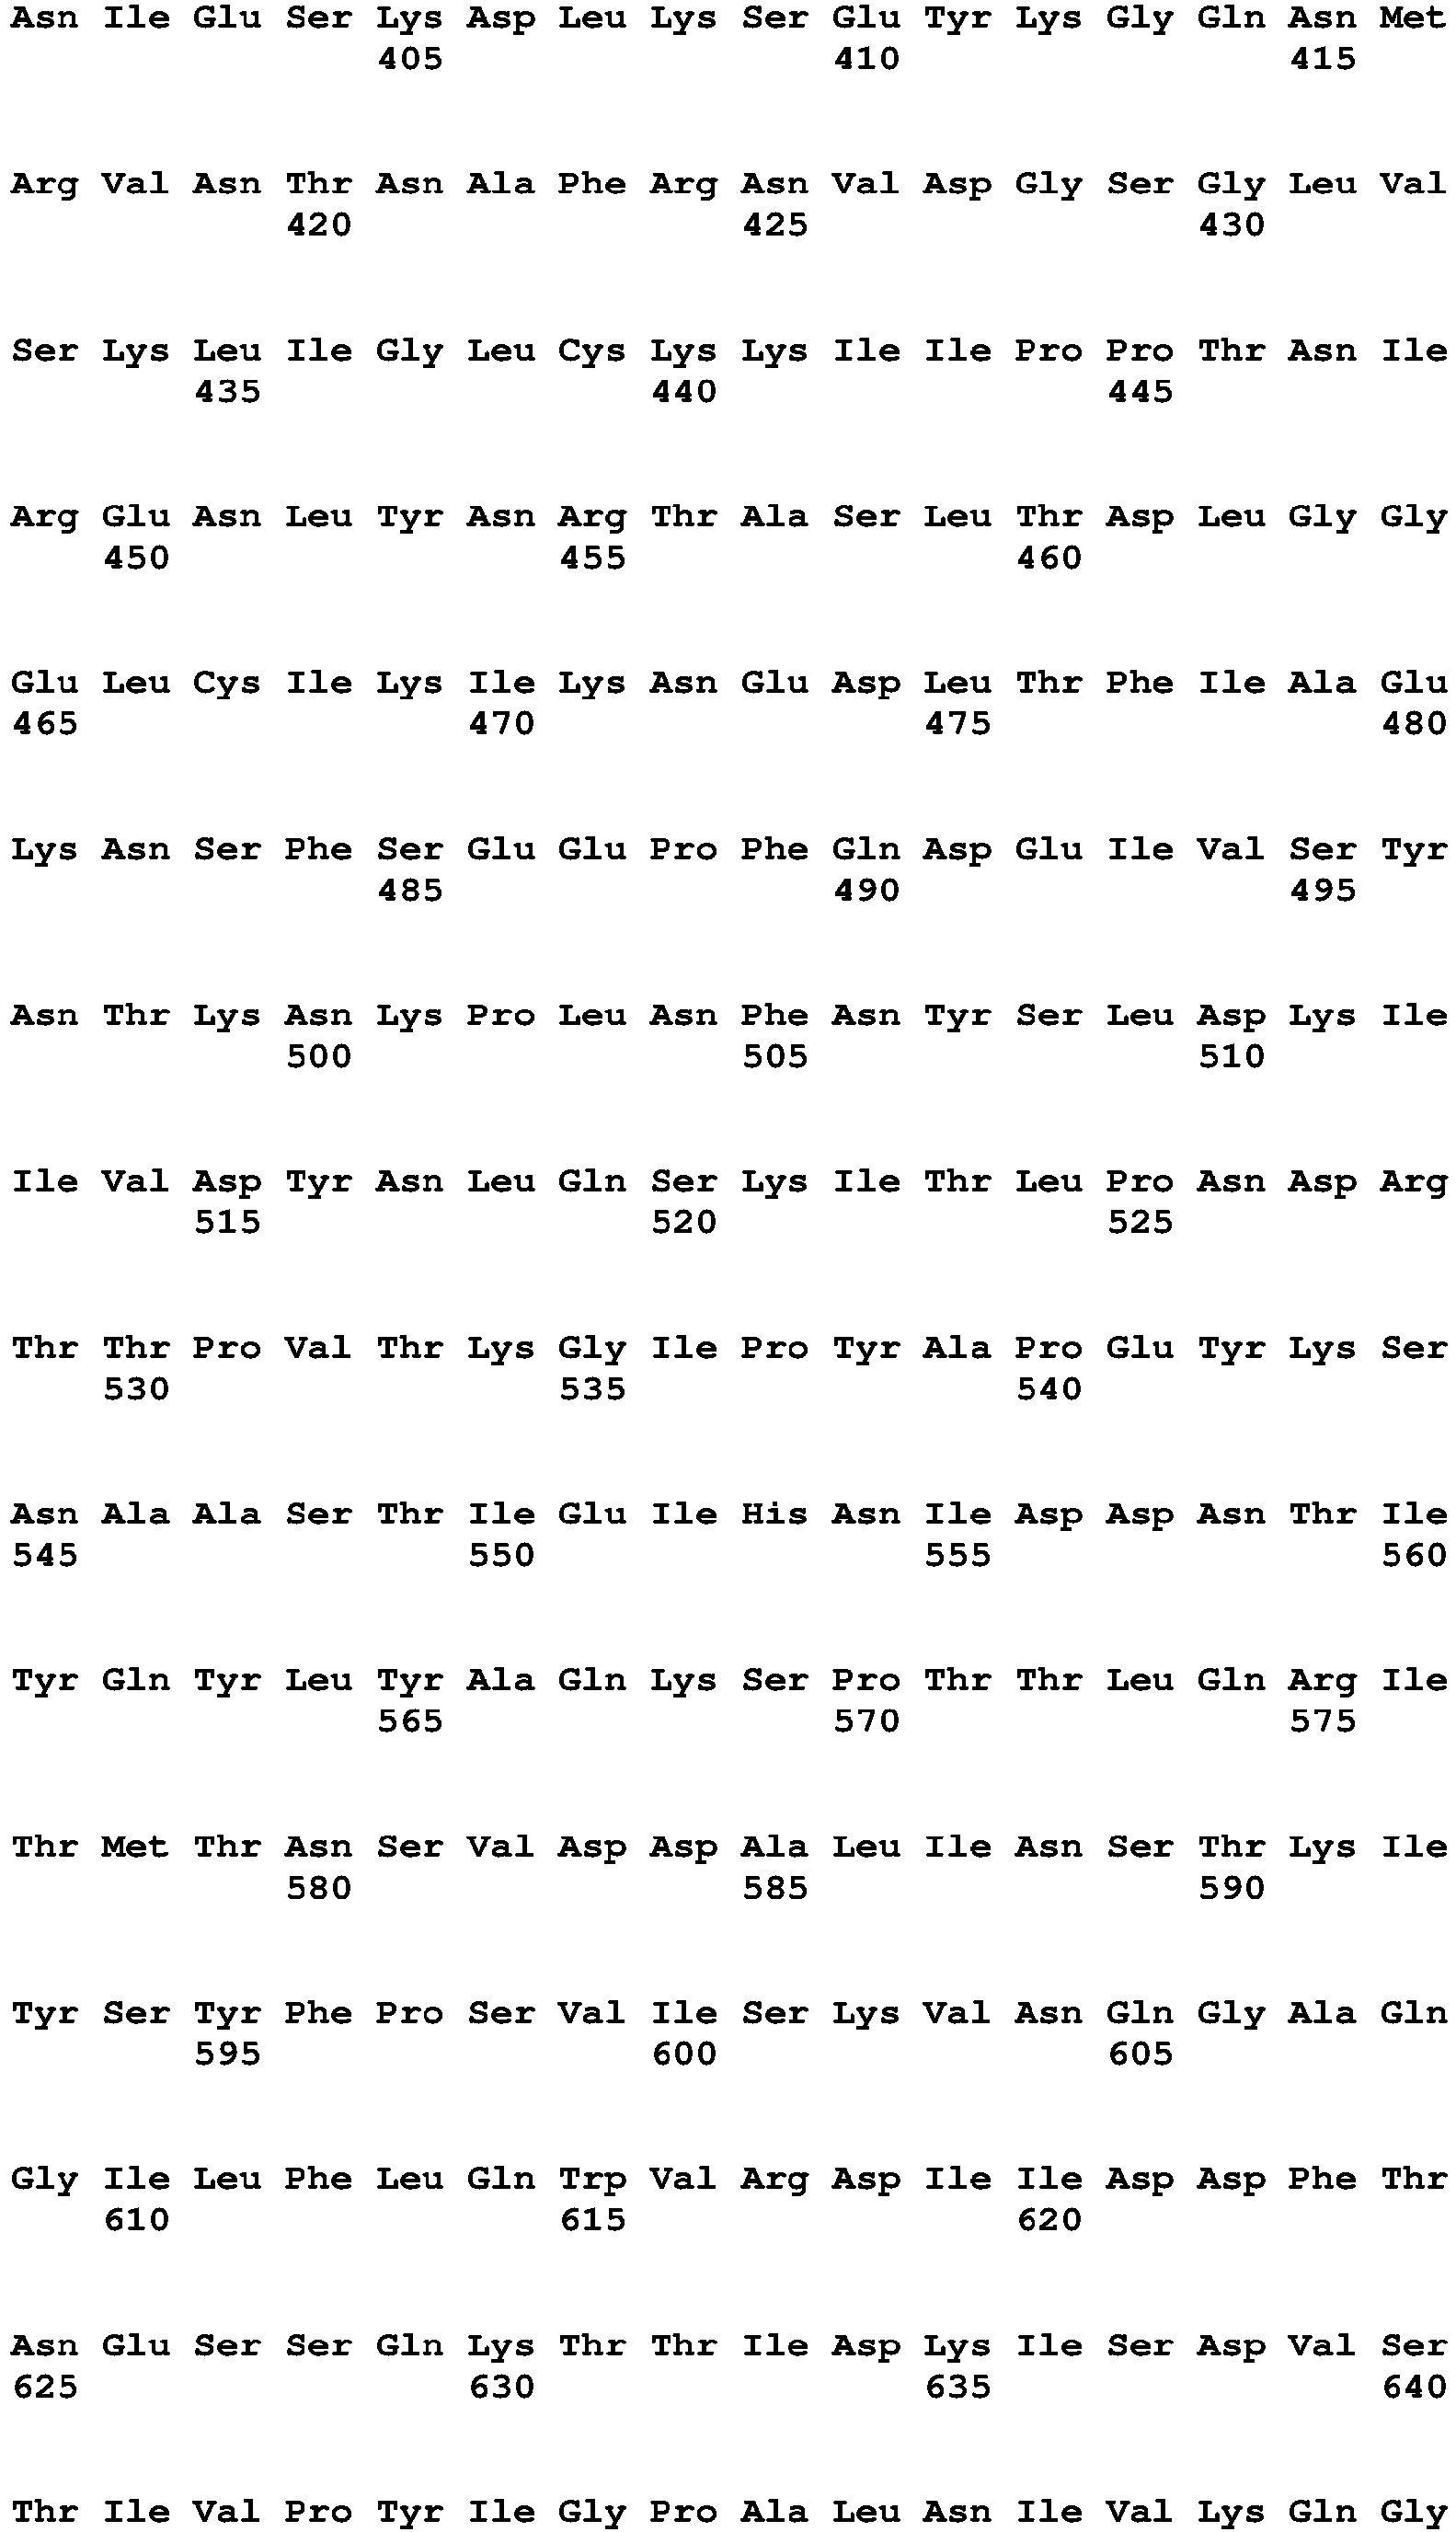 Asn Ile Glu Ser Lys Asp Leu Lys Ser Glu Tyr Lys Gly Gln Asn Met
405 410 415
Arg Val Asn Thr Asn Ala Phe Arg Asn Val Asp Gly Ser Gly Leu Val
420 425 430
Ser Lys Leu Ile Gly Leu Cys Lys Lys Ile Ile Pro Pro Thr Asn Ile
435 440 445
Arg Glu Asn Leu Tyr Asn Arg Thr Ala Ser Leu Thr Asp Leu Gly Gly
450 455 460
Glu Leu Cys Ile Lys Ile Lys Asn Glu Asp Leu Thr Phe Ile Ala Glu
465 470 475 480
Lys Asn Ser Phe Ser Glu Glu Pro Phe Gln Asp Glu Ile Val Ser Tyr
485 490 495
Asn Thr Lys Asn Lys Pro Leu Asn Phe Asn Tyr Ser Leu Asp Lys Ile
500 505 510
Ile Val Asp Tyr Asn Leu Gln Ser Lys Ile Thr Leu Pro Asn Asp Arg
515 520 525
Thr Thr Pro Val Thr Lys Gly Ile Pro Tyr Ala Pro Glu Tyr Lys Ser
530 535 540
Asn Ala Ala Ser Thr Ile Glu Ile His Asn Ile Asp Asp Asn Thr Ile
545 550 555 560
Tyr Gln Tyr Leu Tyr Ala Gln Lys Ser Pro Thr Thr Leu Gln Arg Ile
565 570 575
Thr Met Thr Asn Ser Val Asp Asp Ala Leu Ile Asn Ser Thr Lys Ile
580 585 590
Tyr Ser Tyr Phe Pro Ser Val Ile Ser Lys Val Asn Gln Gly Ala Gln
595 600 605
Gly Ile Leu Phe Leu Gln Trp Val Arg Asp Ile Ile Asp Asp Phe Thr
610 615 620
Asn Glu Ser Ser Gln Lys Thr Thr Ile Asp Lys Ile Ser Asp Val Ser
625 630 635 640
Thr Ile Val Pro Tyr Ile Gly Pro Ala Leu Asn Ile Val Lys Gln Gly